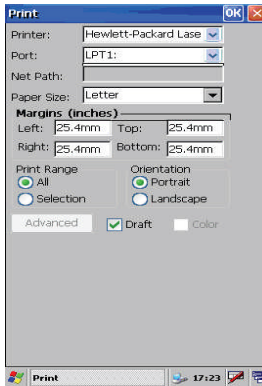 Print OK
Printer: Hewlett-Packard Lase
Port: LPT1:
Net Path:
Paper Size: Letter
Margins (inches)
Left: 25.4mm Top: 25.4mm
Right: 25.4mm Bottom: 25.4mm
Print Range Orientation
All Portrait
Selection Landscape
Advanced Draft Color
Print 17:23